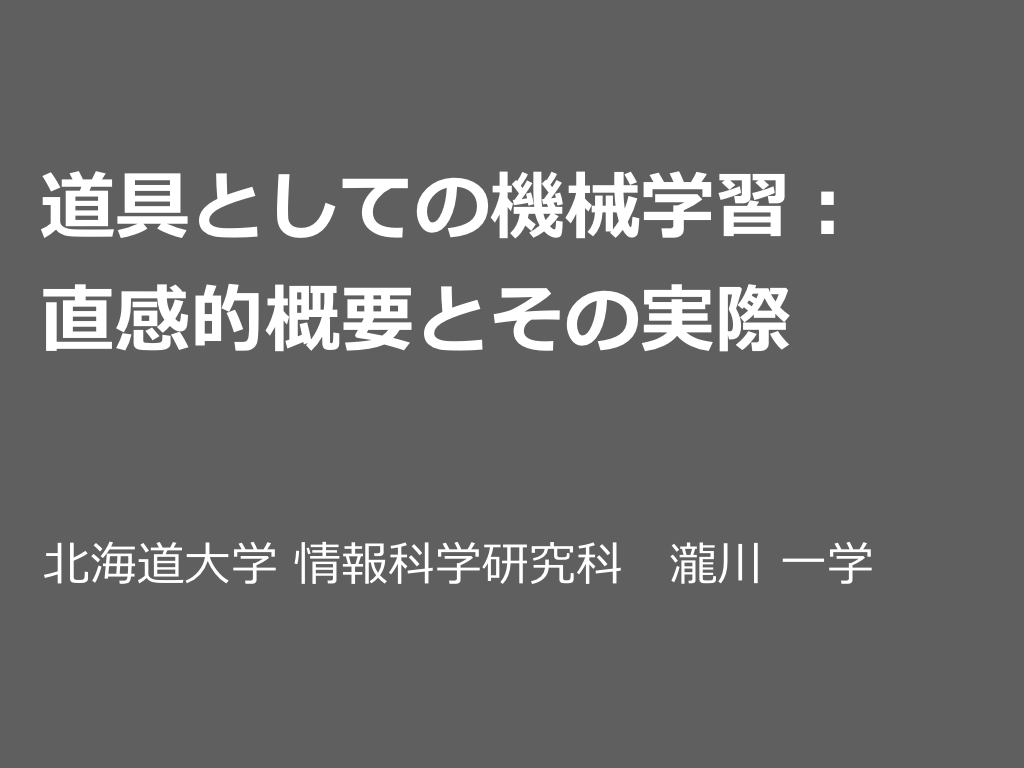 道具としての機械学習：
直感的概要とその実際
北海道大学 情報科学研究科　瀧川 一学